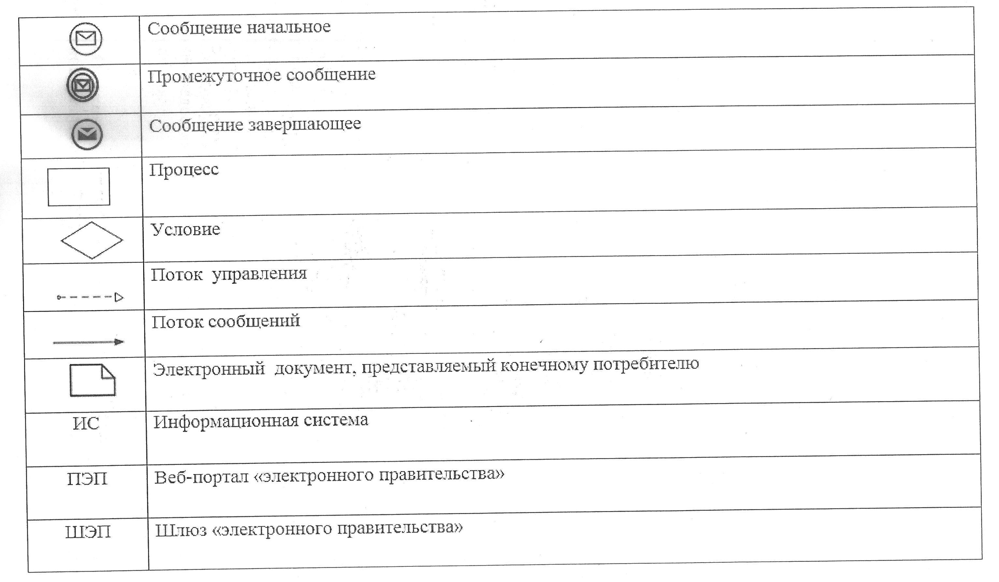 Сообщение начальное
Промежуточное сообщение
Сообщение завершающее
Процесс
Условие
Поток управления
Поток сообщений
Электронный документ, представляемый конечному потребителю
ИС Информационная система
ПЭП Веб-портал «электронного правительства»
ШЭП Шлюз «электронного правительства»